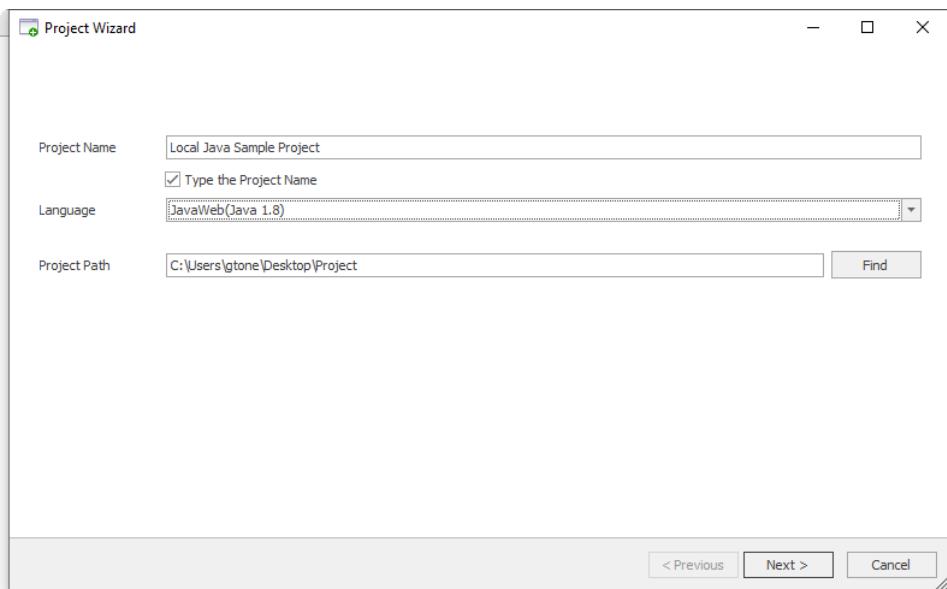 Project Wizard
Project Name
Local Java Sample Project
Type the Project Name
Language
JavaWeb(Java 1.8)
Project Path
C:\Users\gtone\Desktop\Project
Find
< Previous
Next >
Cancel